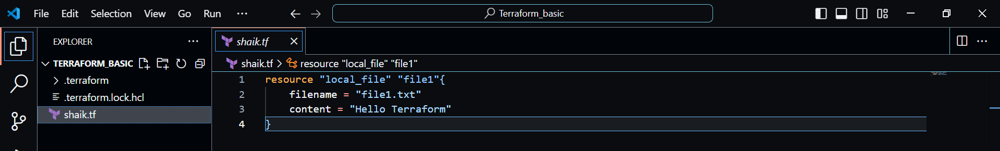 File Edit Selection View Go Run ··· Terraform_basic
EXPLORER ···
TERRAFORM_BASIC
.terraform
.terraform.lock.hcl
shaik.tf
shaik.tf
shaik.tf > resource "local_file" "file1"
1 resource "local_file" "file1"{
2 filename = "file1.txt"
3 content = "Hello Terraform"
4 }